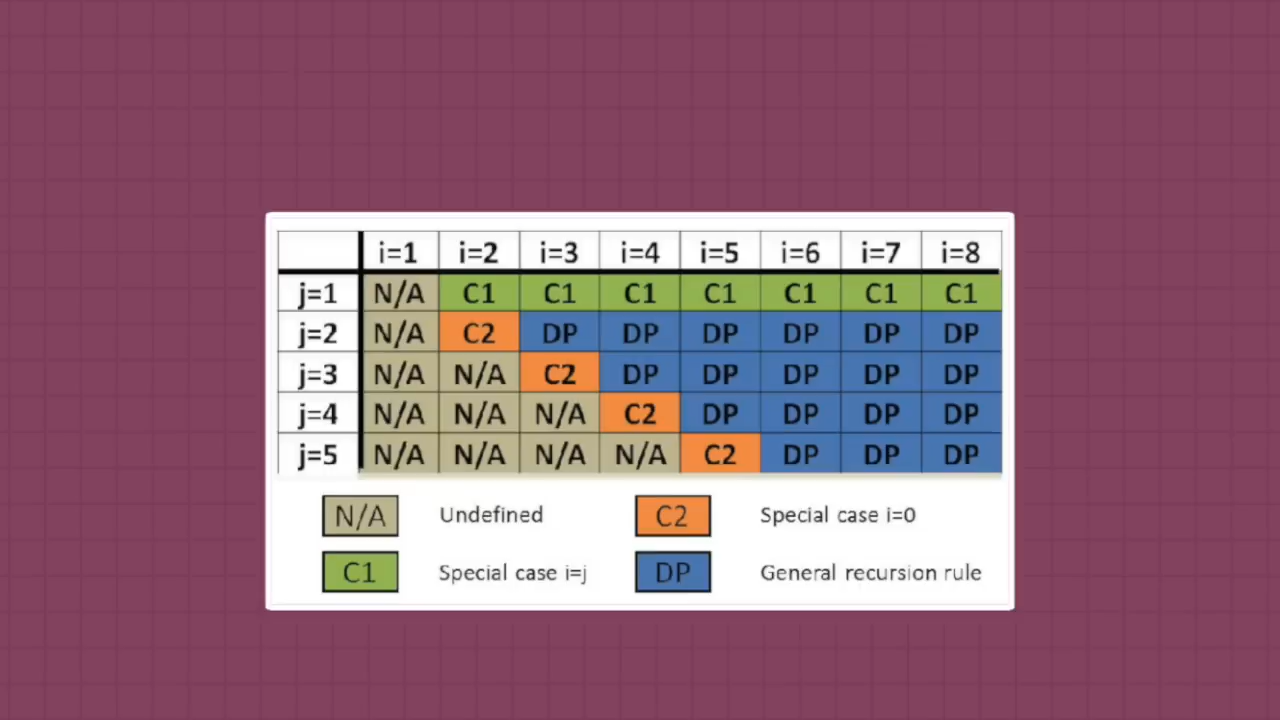 i=1 i=2 i=3 i=4 i=5 i=6 i=7 i=8
j=1 N/A C1 C1 C1 C1 C1 C1 C1
j=2 N/A C2 DP DP DP DP DP DP
j=3 N/A N/A C2 DP DP DP DP DP
j=4 N/A N/A N/A C2 DP DP DP DP
j=5 N/A N/A N/A N/A C2 DP DP DP
N/A Undefined C2 Special case i=0
C1 Special case i=j DP General recursion rule